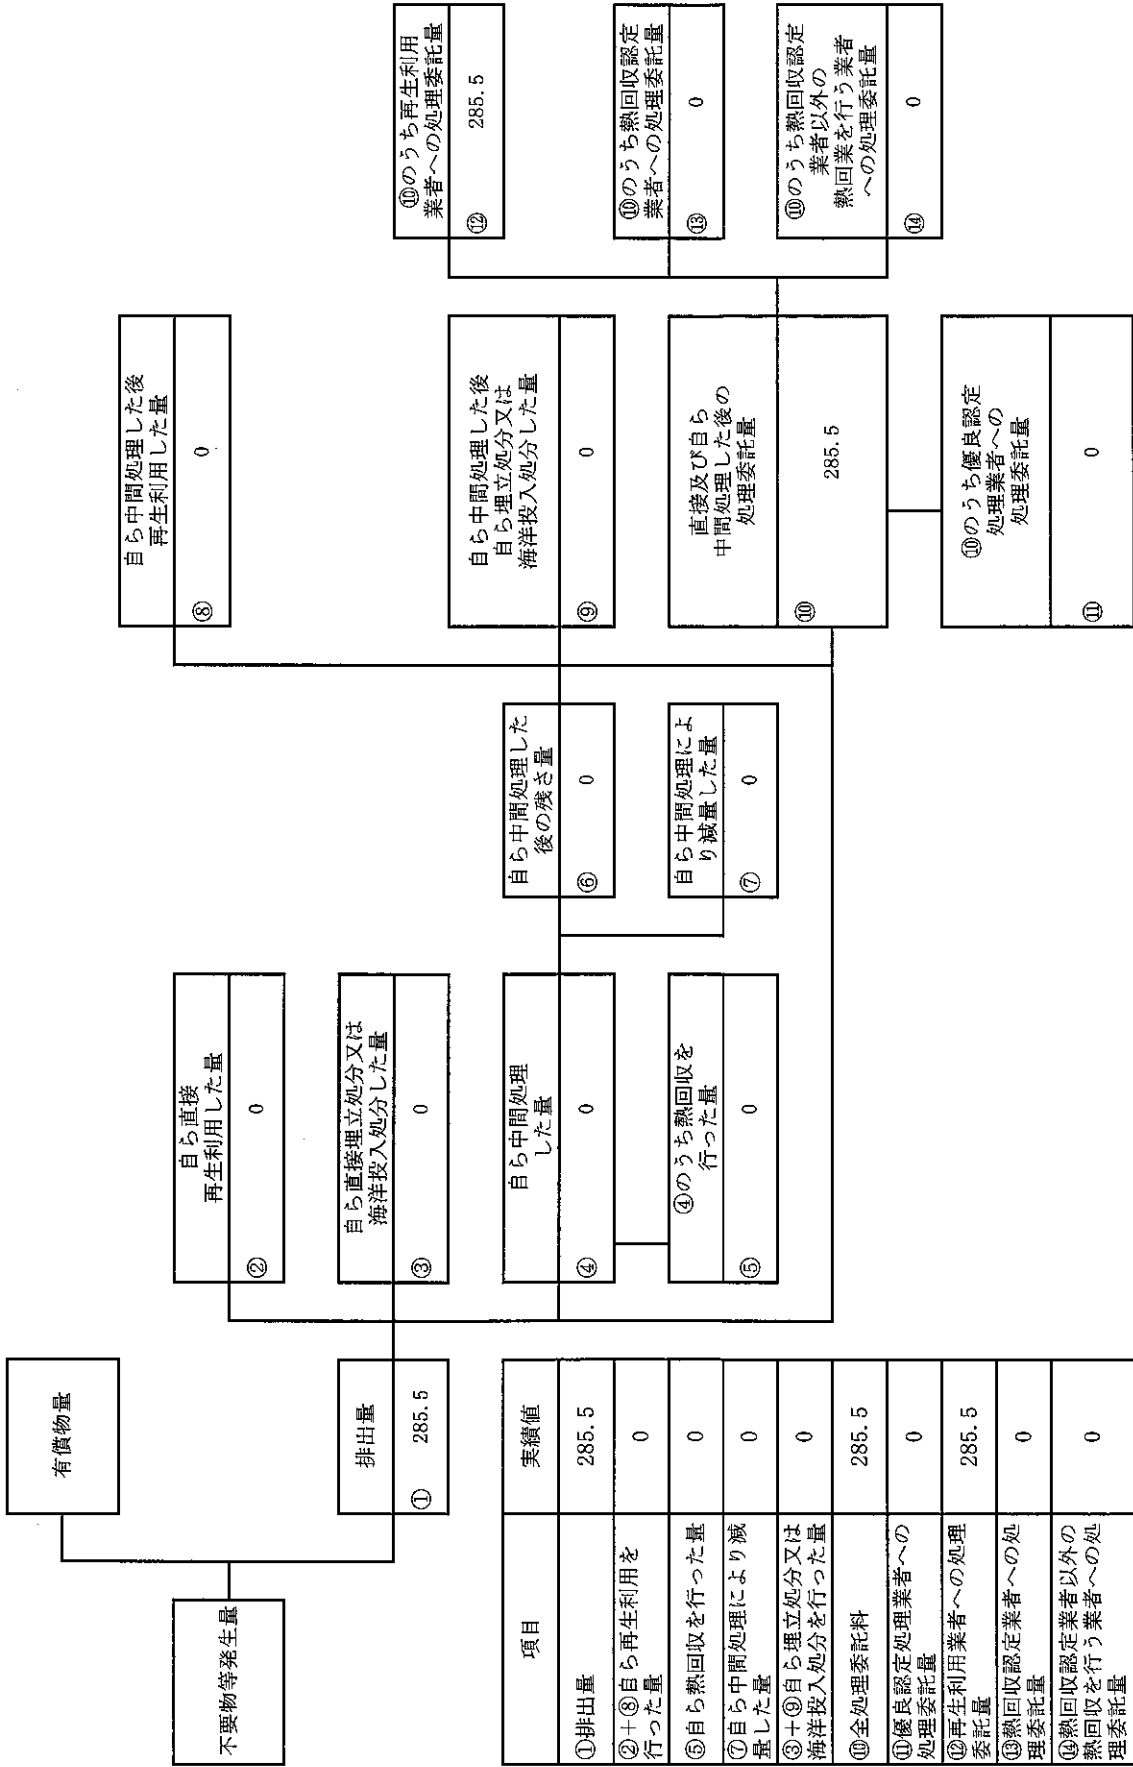 不要物等発生量
有償物量
排出量
① 285.5
自ら直接
再生利用した量
② 0
自ら直接埋立処分又は
海洋投入処分した量
③ 0
自ら中間処理
した量
④ 0
④のうち熱回収を
行った量
⑤ 0
自ら中間処理した
後の残さ量
⑥ 0
自ら中間処理によ
り減量した量
⑦ 0
自ら中間処理した後
再生利用した量
⑧ 0
自ら中間処理した後
自ら埋立処分又は
海洋投入処分した量
⑨ 0
直接及び自ら
中間処理した後の
処理委託量
⑩ 285.5
⑩のうち優良認定
処理業者への
処理委託量
⑪ 0
⑩のうち再生利用
業者への処理委託量
⑫ 285.5
⑩のうち熱回収認定
業者への処理委託量
⑬ 0
⑩のうち熱回収認定
業者以外の
熱回業を行う業者
への処理委託量
⑭ 0
項目 実績値
①排出量 285.5
②+⑧自ら再生利用を
行った量 0
⑤自ら熱回収を行った量 0
⑦自ら中間処理により減
量した量 0
③+⑨自ら埋立処分又は
海洋投入処分を行った量 0
⑩全処理委託料 285.5
⑪優良認定処理業者への
処理委託量 0
⑫再生利用業者への処理
委託量 285.5
⑬熱回収認定業者への処
理委託量 0
⑭熱回収認定業者以外の
熱回収を行う業者への処
理委託量 0